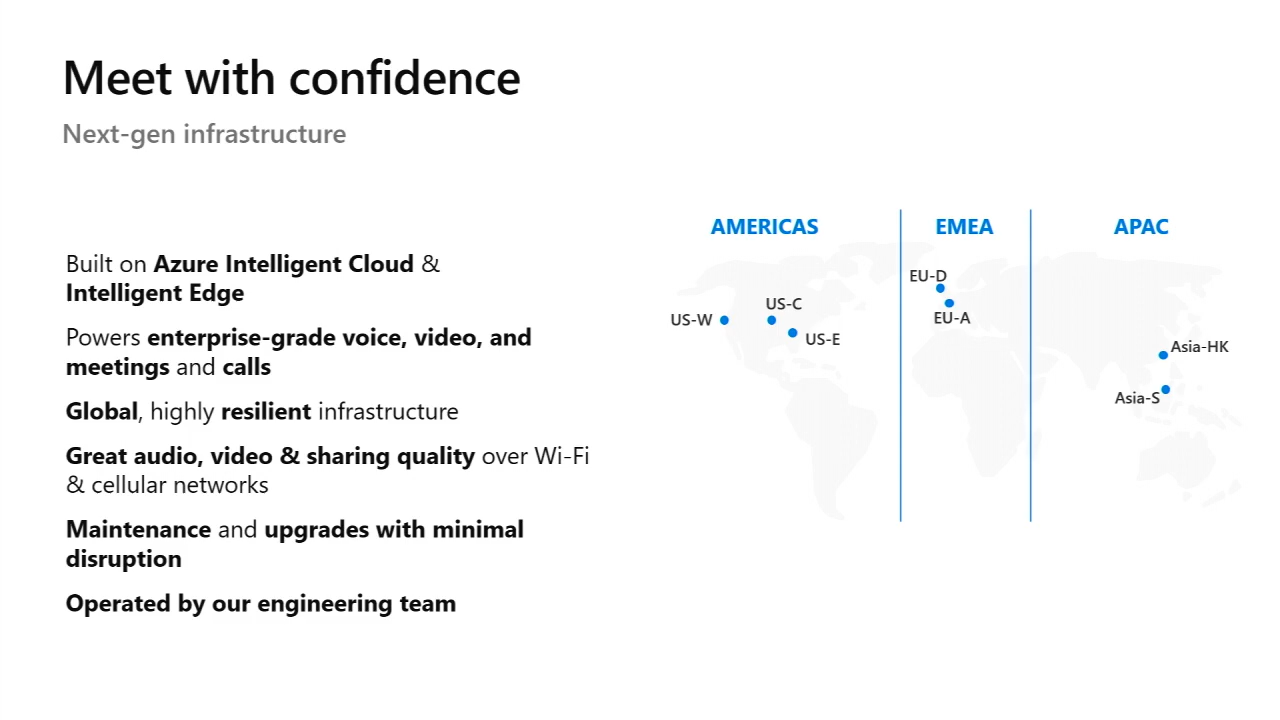 Meet with confidence
Next-gen infrastructure
Built on Azure Intelligent Cloud &
Intelligent Edge
Powers enterprise-grade voice, video, and
meetings and calls
Global, highly resilient infrastructure
Great audio, video & sharing quality over Wi-Fi
& cellular networks
Maintenance and upgrades with minimal
disruption
Operated by our engineering team
AMERICAS
US-W
US-C
US-E
EMEA
EU-D
EU-A
APAC
Asia-HK
Asia-S